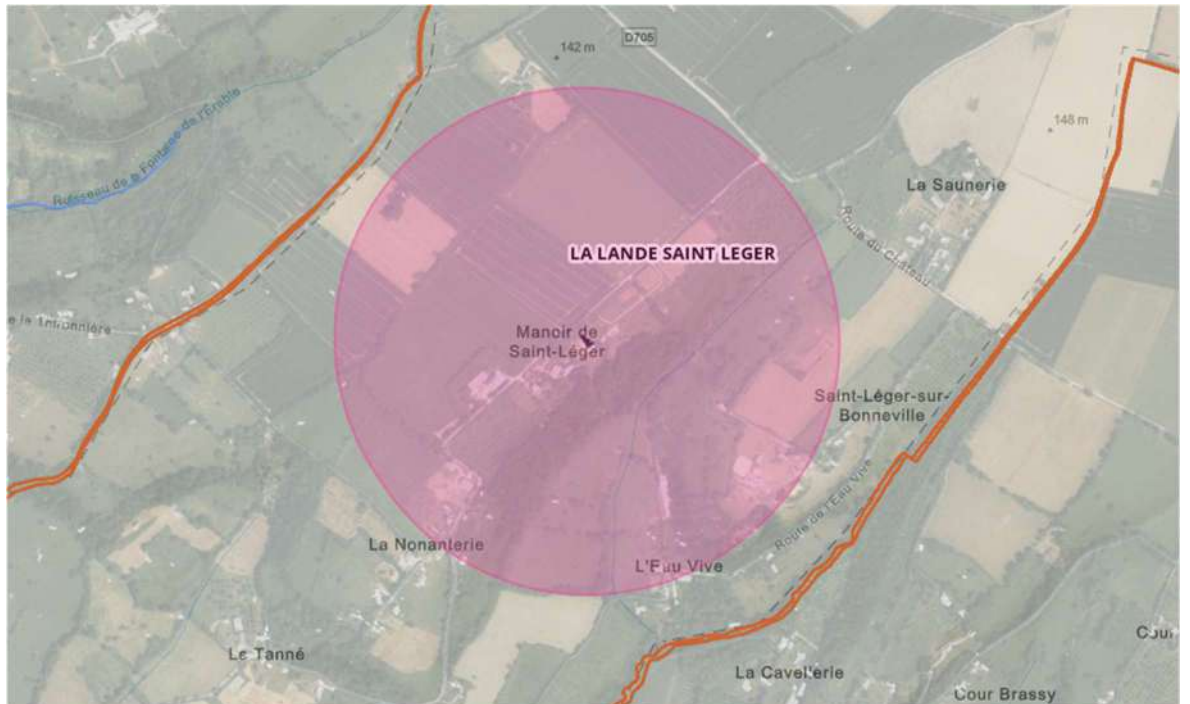 D705
142 m
148 m
Ruisseau de la Fontaine de l'Érable
La Saunerie
Route du Château
LA LANDE SAINT LEGER
Manoir de
Saint-Léger
Saint-Léger-sur-
Bonneville
Route de l'Eau Vive
La Nonanterie
L'Eau Vive
Le Tanné
La Cavellerie
Cour Brassy
Cour